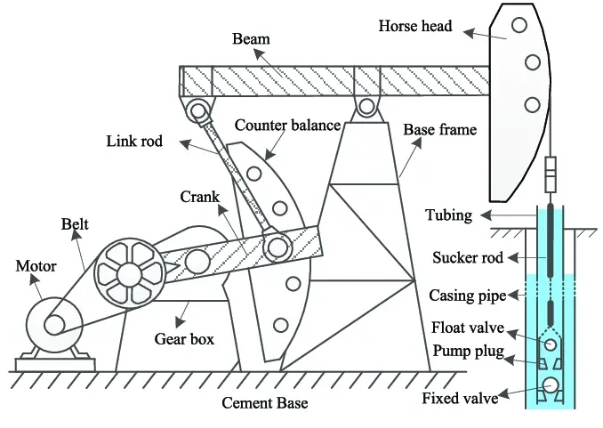 Horse head
Beam
Counter balance
Base frame
Link rod
Crank
Belt
Motor
Gear box
Cement Base
Tubing
Sucker rod
Casing pipe
Float valve
Pump plug
Fixed valve